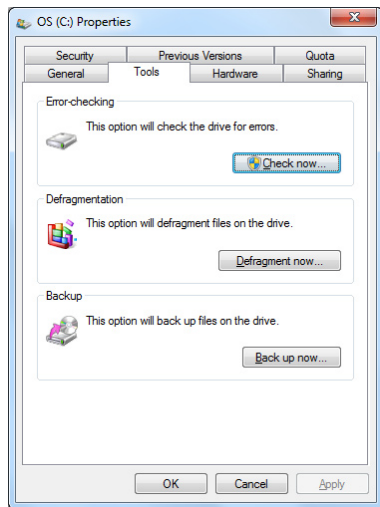 OS (C:) Properties
Security Previous Versions Quota
General Tools Hardware Sharing
Error-checking
This option will check the drive for errors.
Check now...
Defragmentation
This option will defragment files on the drive.
Defragment now...
Backup
This option will back up files on the drive.
Back up now...
OK Cancel Apply